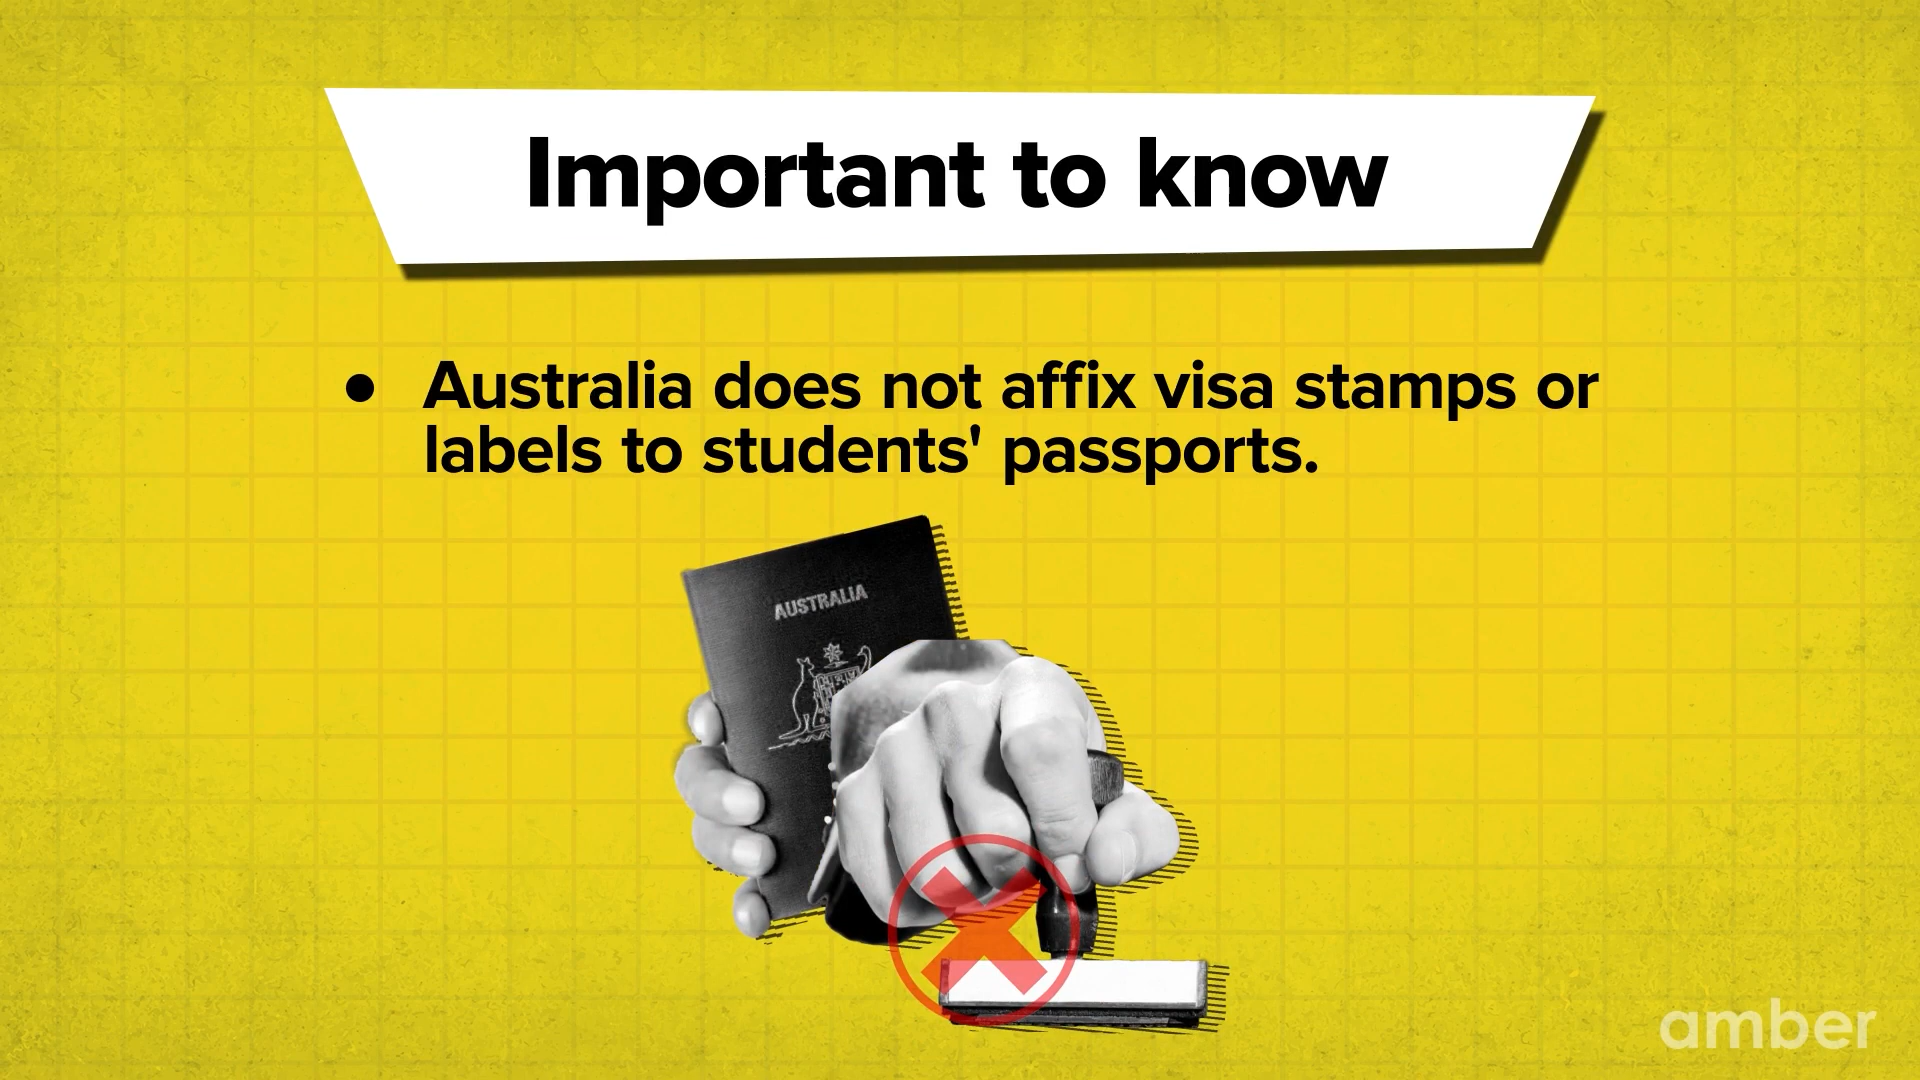 Important to know
• Australia does not affix visa stamps or
labels to students' passports.
AUSTRALIA
amber